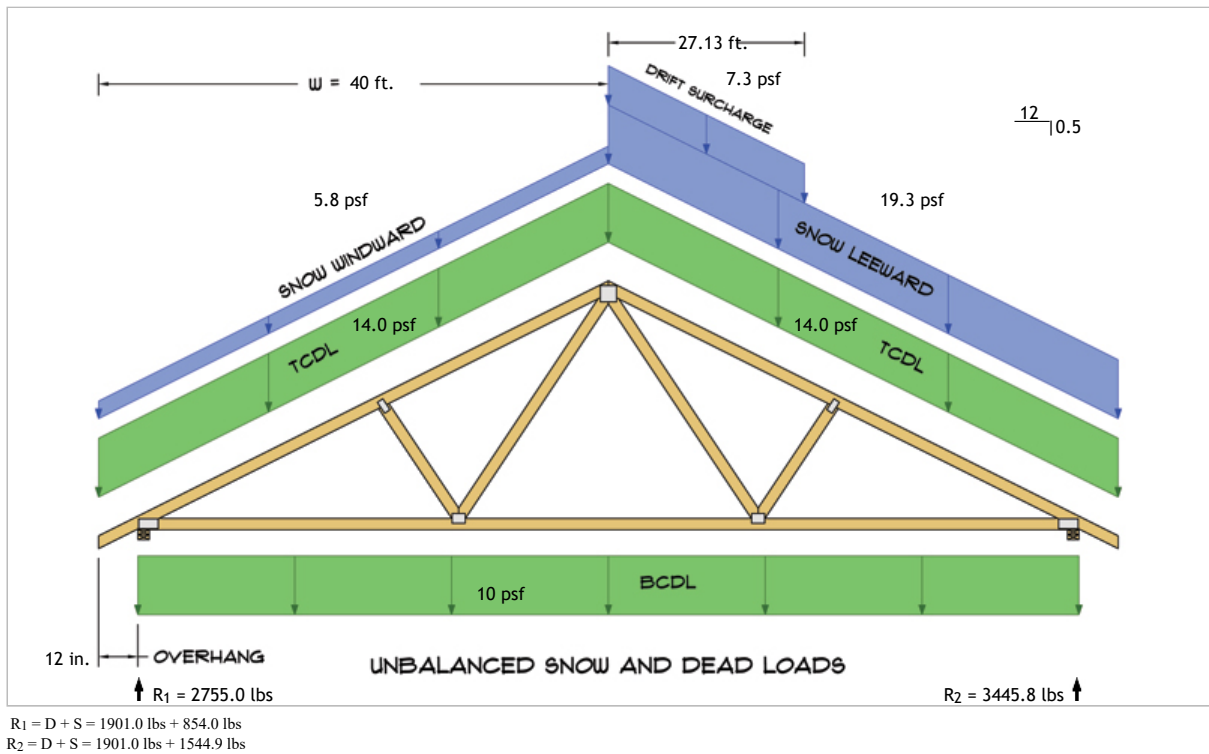 27.13 ft.
W = 40 ft.
DRIFT SURCHARGE
7.3 psf
12
0.5
5.8 psf
19.3 psf
SNOW WINDWARD
SNOW LEEWARD
14.0 psf
14.0 psf
TCDL
TCDL
10 psf
BCDL
12 in.
OVERHANG
UNBALANCED SNOW AND DEAD LOADS
R1 = 2755.0 lbs
R2 = 3445.8 lbs
R1 = D + S = 1901.0 lbs + 854.0 lbs
R2 = D + S = 1901.0 lbs + 1544.9 lbs